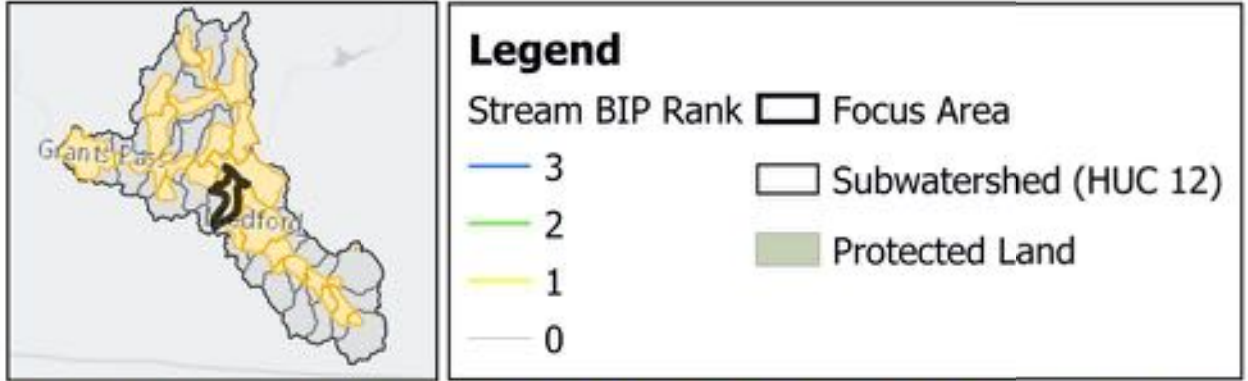 Grants Pass
Medford
Legend
Stream BIP Rank
3
2
1
0
Focus Area
Subwatershed (HUC 12)
Protected Land